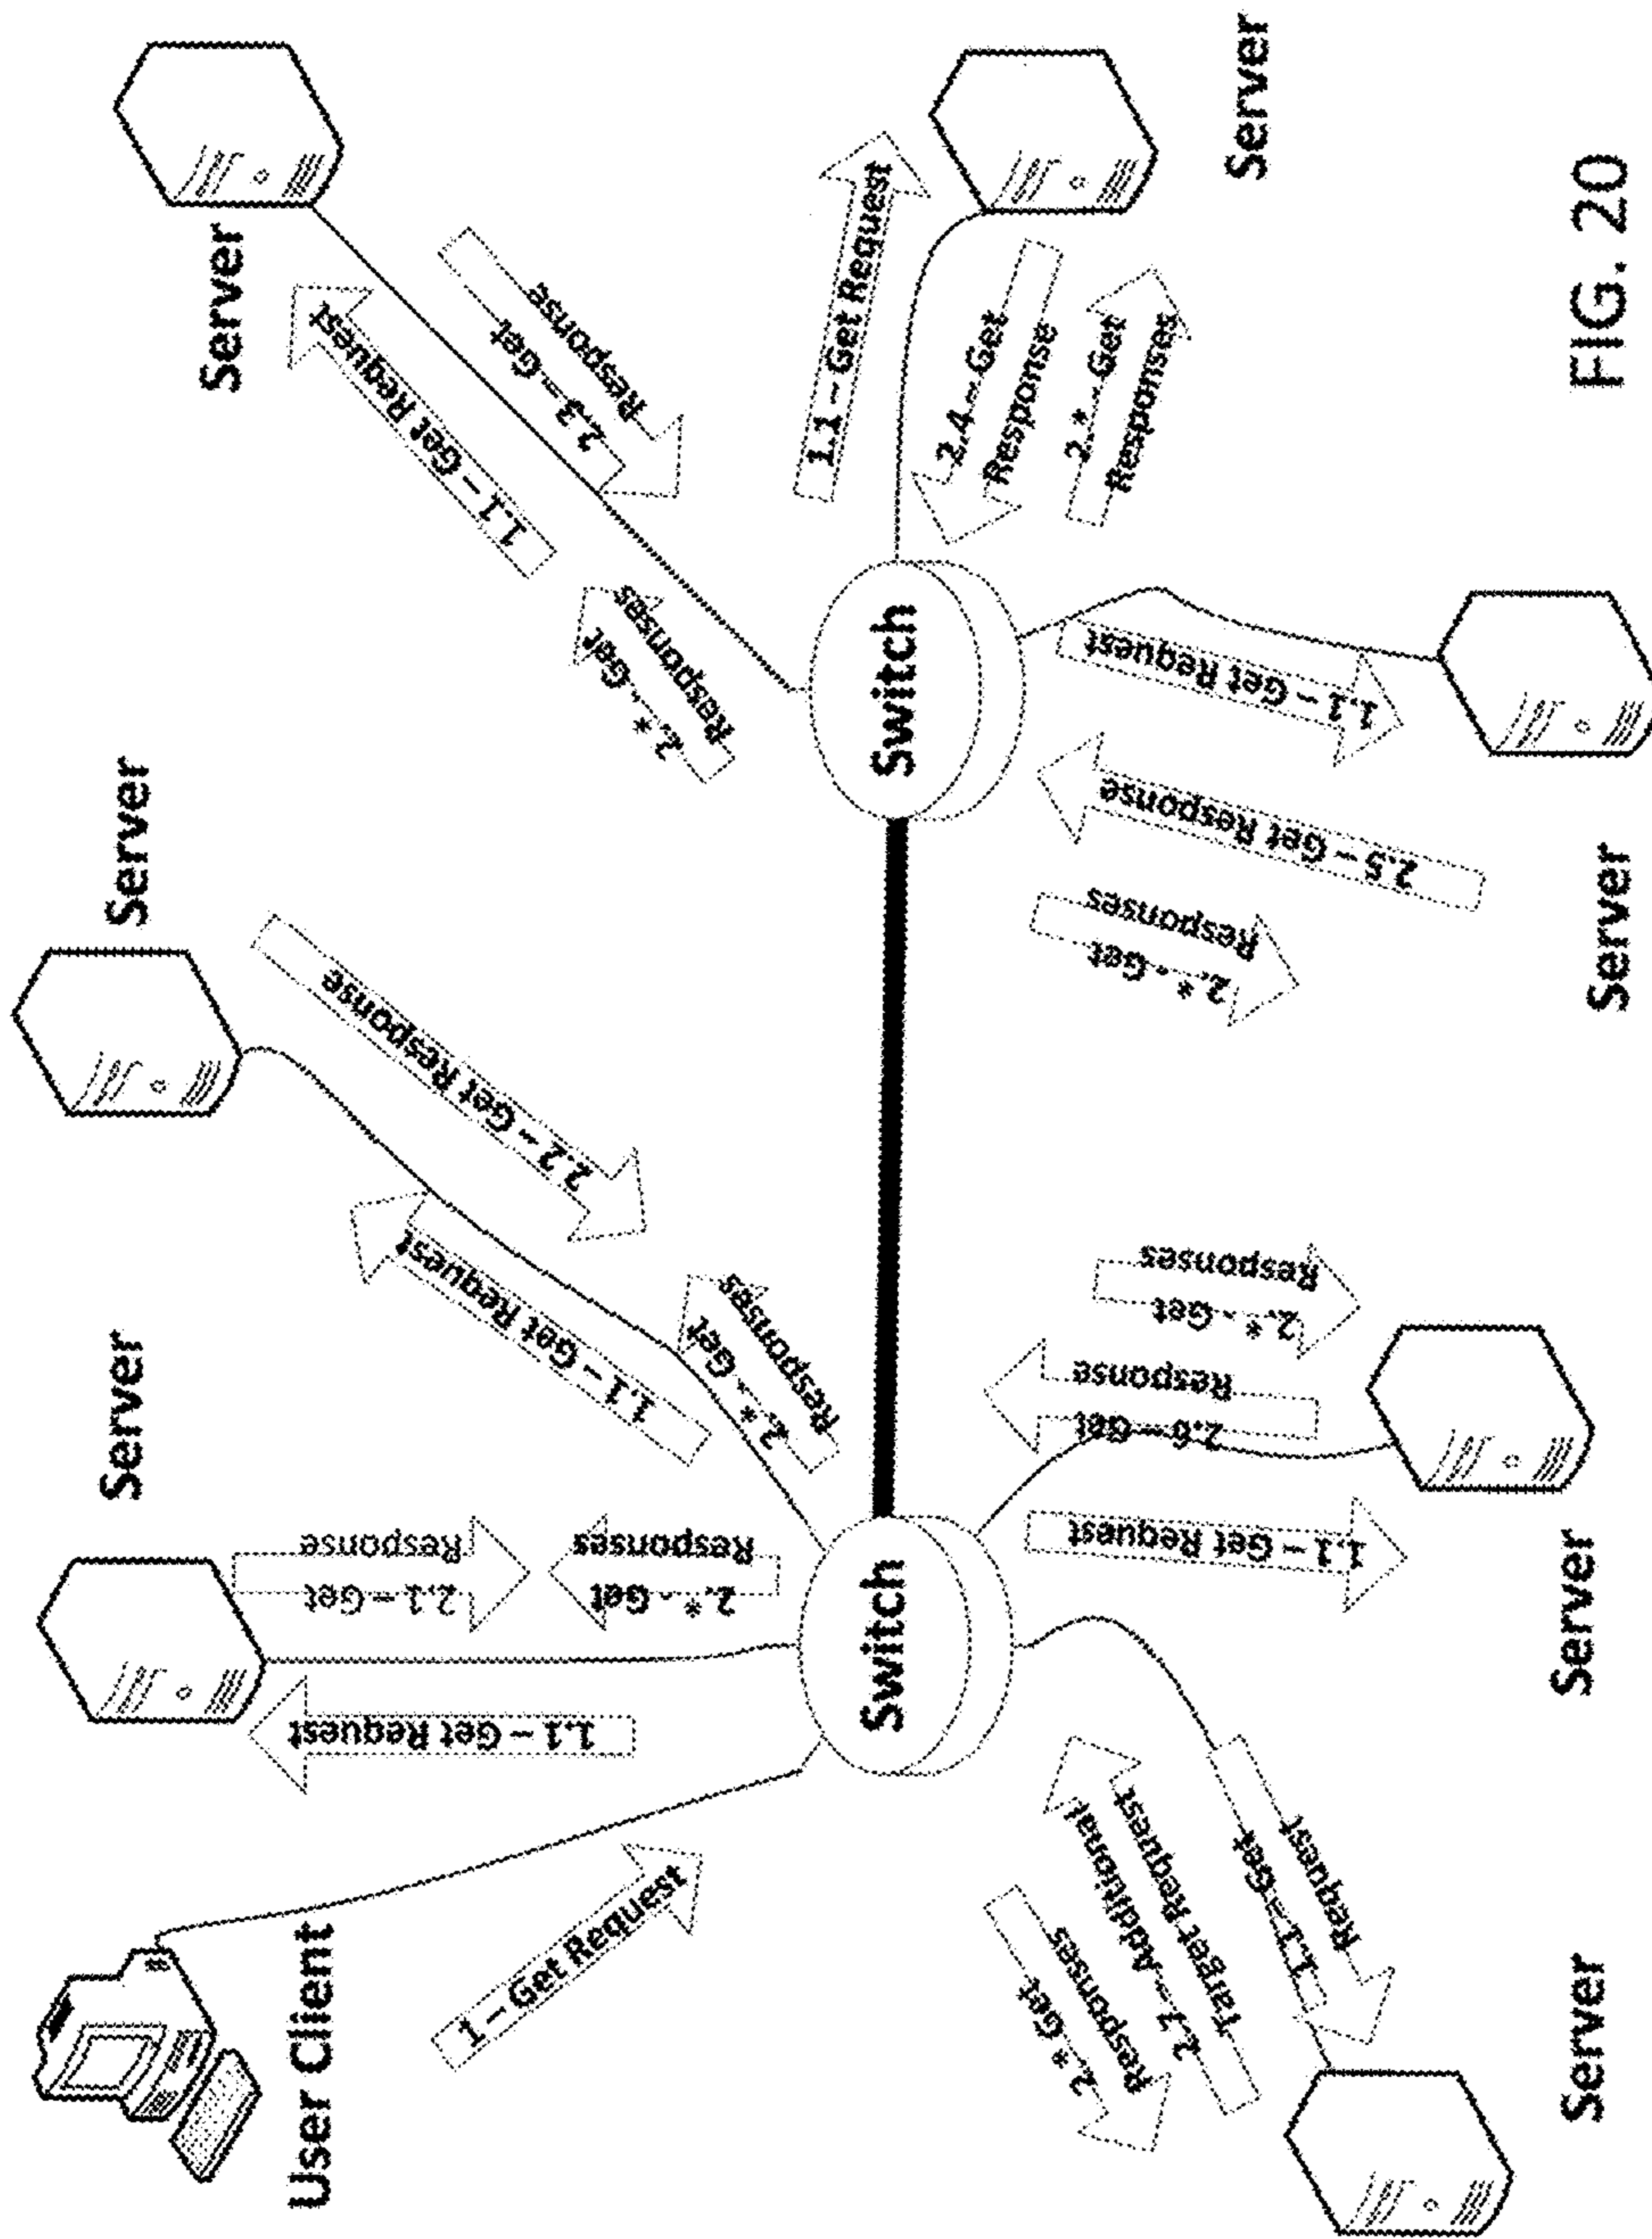 User Client
1 – Get Request
Server
1.1 – Get Request
2.1 – Get
Response
2.* - Get
Responses
Server
1.1 – Get Request
2.2 – Get Response
2.* - Get
Responses
Server
1.1 – Get Request
2.3 – Get
Response
2.* - Get
Responses
Switch
Switch
1.1 – Get Request
2.4 – Get
Response
2.* - Get
Responses
Server
2.* Get
Responses
2.7 – Additional
Target Request
1.1 – Get
Request
Server
1.1 – Get Request
2.6 – Get
Response
2.* - Get
Responses
Server
2.* - Get
Responses
2.5 – Get Response
1.1 – Get Request
Server
FIG. 20